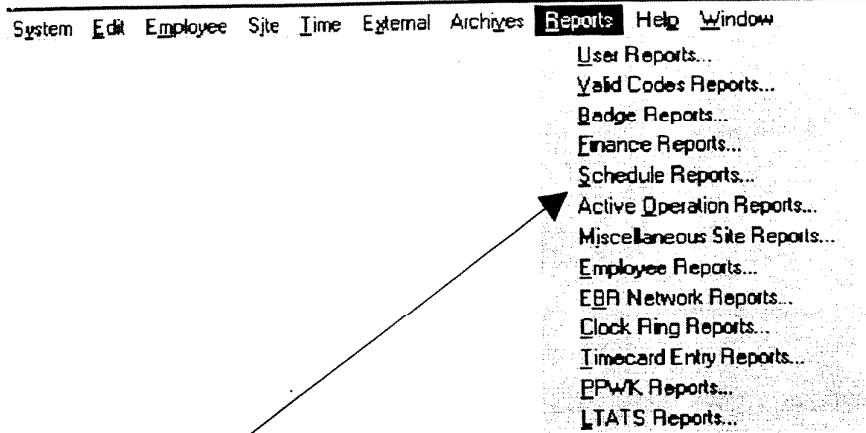 System Edit Employee Site Time External Archives Reports Help Window
User Reports...
Valid Codes Reports...
Badge Reports...
Finance Reports...
Schedule Reports...
Active Operation Reports...
Miscellaneous Site Reports...
Employee Reports...
EBR Network Reports...
Clock Ring Reports...
Timecard Entry Reports...
PPWK Reports...
LTATS Reports...